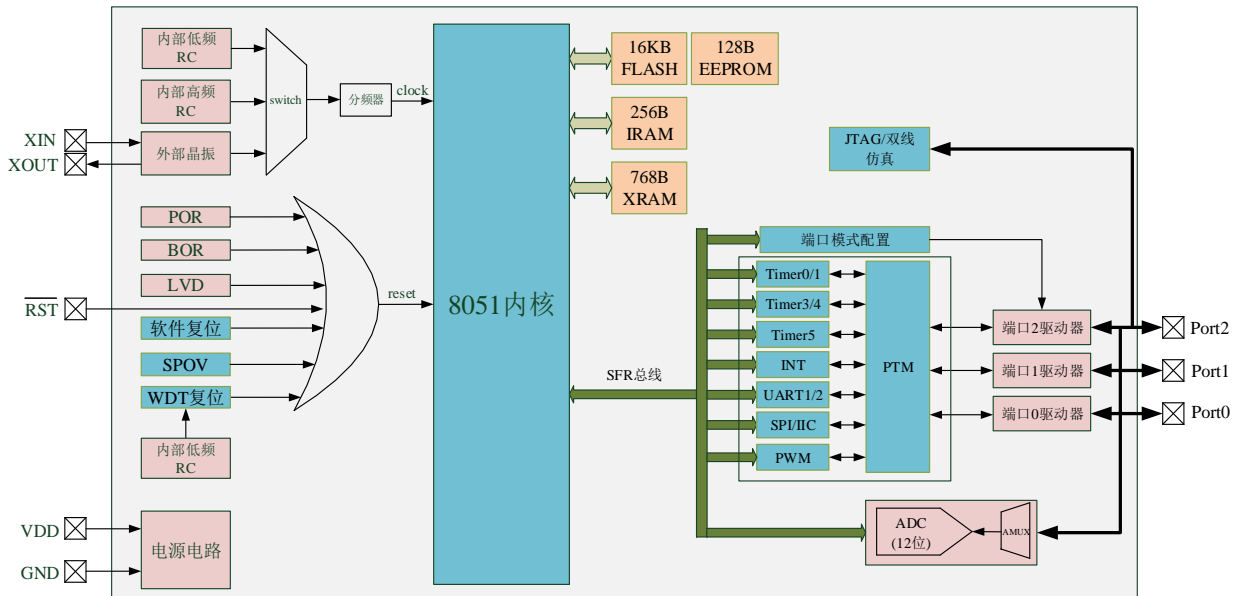 内部低频
RC
内部高频
RC
外部晶振
XIN
XOUT
switch
分频器
clock
POR
BOR
LVD
RST
软件复位
SPOV
WDT复位
内部低频
RC
reset
VDD
GND
电源电路
8051内核
16KB
FLASH
128B
EEPROM
256B
IRAM
768B
XRAM
JTAG/双线
仿真
SFR总线
端口模式配置
Timer0/1
Timer3/4
Timer5
INT
UART1/2
SPI/IIC
PWM
PTM
端口2驱动器
端口1驱动器
端口0驱动器
Port2
Port1
Port0
ADC
(12位)
AMUX